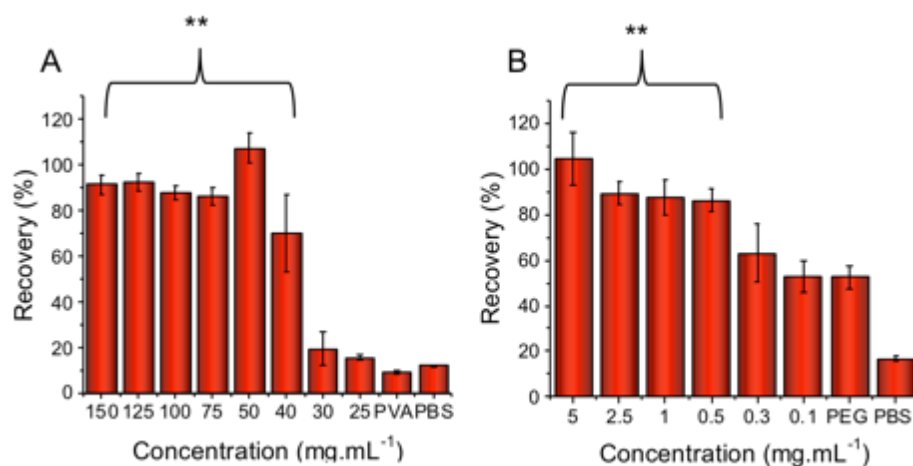 **
A
120
100
80
60
40
20
0
Recovery (%)
150 125 100 75 50 40 30 25 PVA PBS
Concentration (mg.mL⁻¹)
**
B
120
100
80
60
40
20
0
Recovery (%)
5 2.5 1 0.5 0.3 0.1 PEG PBS
Concentration (mg.mL⁻¹)